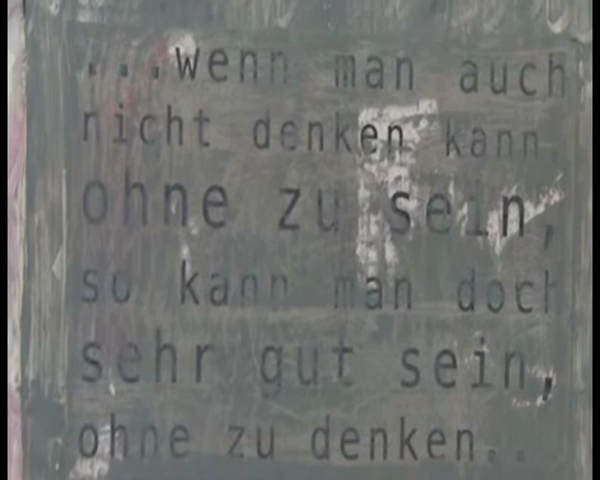 ...wenn man auch
nicht denken kann,
ohne zu sein,
so kann man doch
sehr gut sein,
ohne zu denken..